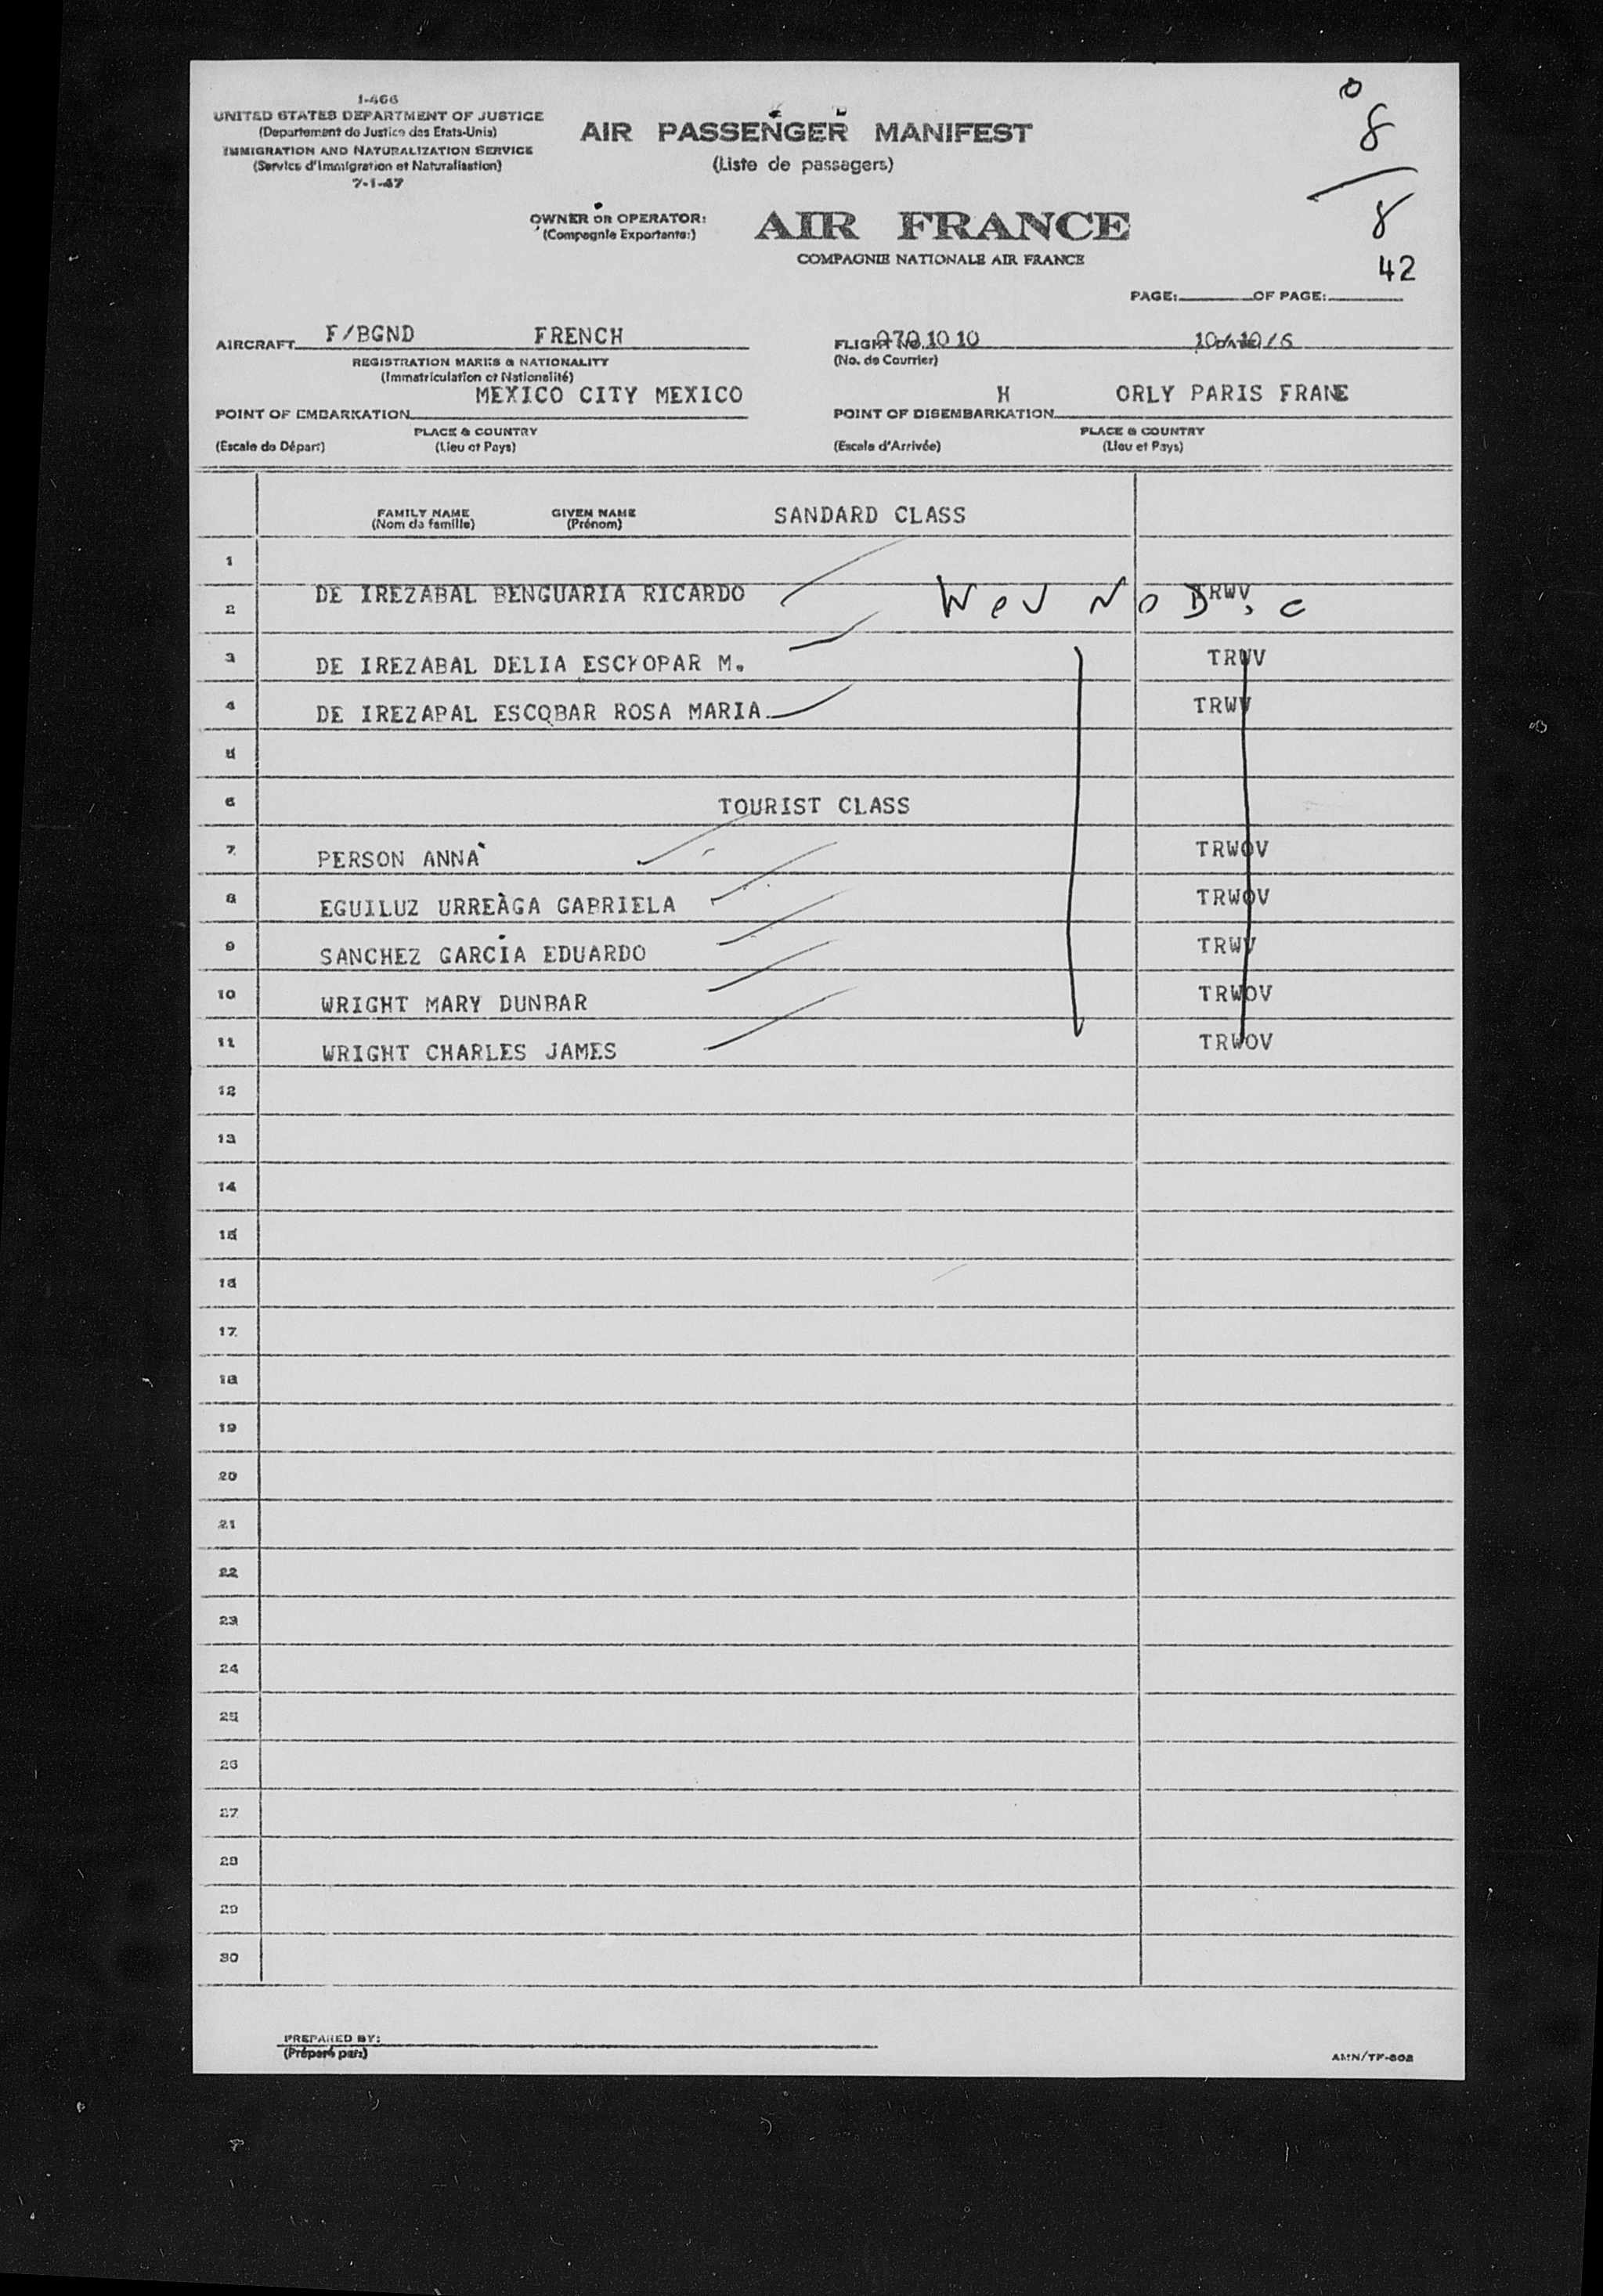 I-466
UNITED STATES DEPARTMENT OF JUSTICE
(Departement de Justice des Etats-Unis)
IMMIGRATION AND NATURALIZATION SERVICE
(Service d'Immigration et Naturalisation)
7-1-47
AIR PASSENGER MANIFEST
(Liste de passagers)
0
8
8
42
OWNER OR OPERATOR:
(Compagnie Exportante:)
AIR FRANCE
COMPAGNIE NATIONALE AIR FRANCE
PAGE: OF PAGE:
AIRCRAFT F/BGND FRENCH
REGISTRATION MARKS & NATIONALITY
(Immatriculation et Nationalité)
FLIGHT NO. 1010
(No. de Courrier)
MEXICO CITY MEXICO
POINT OF EMBARKATION
PLACE & COUNTRY
(Escale de Départ) (Lieu et Pays)
H ORLY PARIS FRANE
POINT OF DISEMBARKATION
PLACE & COUNTRY
(Escale d'Arrivée) (Lieu et Pays)
FAMILY NAME GIVEN NAME SANDARD CLASS
(Nom de famille) (Prénom)
1
2 DE IREZABAL BENGUARIA RICARDO TRWV
3 DE IREZABAL DELIA ESCKOPAR M. TRWV
4 DE IREZAPAL ESCOBAR ROSA MARIA TRWV
5
6 TOURIST CLASS
7 PERSON ANNA TRWOV
8 EGUILUZ URREAGA GABRIELA TRWOV
9 SANCHEZ GARCIA EDUARDO TRWV
10 WRIGHT MARY DUNBAR TRWOV
11 WRIGHT CHARLES JAMES TRWOV
12
13
14
15
16
17
18
19
20
21
22
23
24
25
26
27
28
29
30
PREPARED BY:
(Préparé par:)
AMN/TF-802